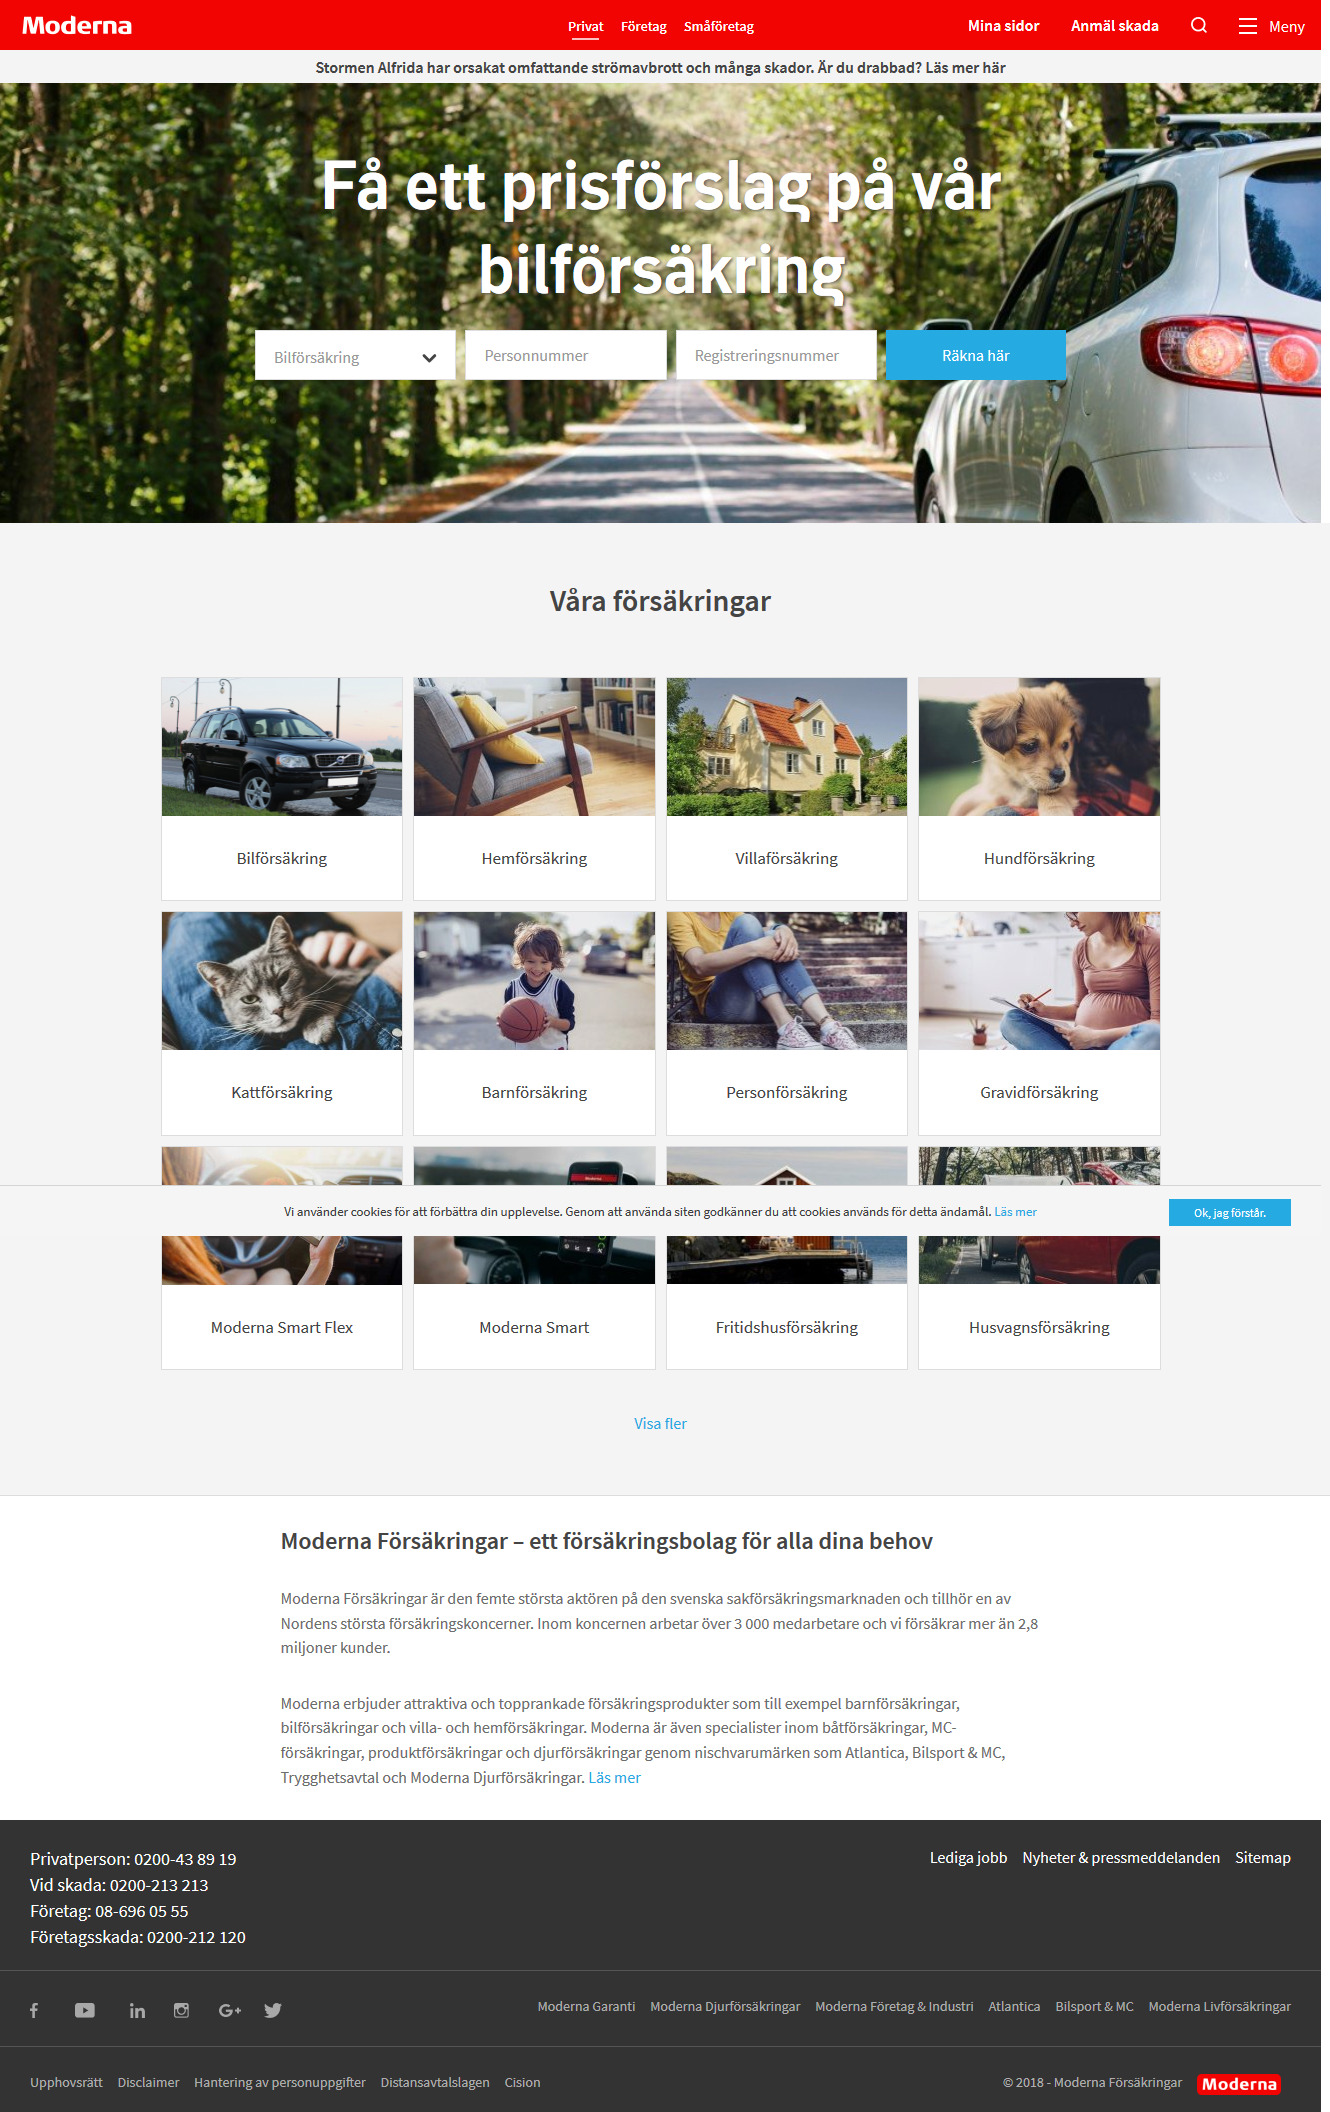 Moderna
Privat Företag Småföretag
Mina sidor Anmäl skada Meny
Stormen Alfrida har orsakat omfattande strömavbrott och många skador. Är du drabbad? Läs mer här
Få ett prisförslag på vår
bilförsäkring
Bilförsäkring Personnummer Registreringsnummer Räkna här
Våra försäkringar
Bilförsäkring Hemförsäkring Villaförsäkring Hundförsäkring
Kattförsäkring Barnförsäkring Personförsäkring Gravidförsäkring
Moderna
Vi använder cookies för att förbättra din upplevelse. Genom att använda siten godkänner du att cookies används för detta ändamål. Läs mer
Ok, jag förstår.
Moderna Smart Flex Moderna Smart Fritidshusförsäkring Husvagnsförsäkring
Visa fler
Moderna Försäkringar – ett försäkringsbolag för alla dina behov
Moderna Försäkringar är den femte största aktören på den svenska sakförsäkringsmarknaden och tillhör en av
Nordens största försäkringskoncerner. Inom koncernen arbetar över 3 000 medarbetare och vi försäkrar mer än 2,8
miljoner kunder.
Moderna erbjuder attraktiva och topprankade försäkringsprodukter som till exempel barnförsäkringar,
bilförsäkringar och villa- och hemförsäkringar. Moderna är även specialister inom båtförsäkringar, MC-
försäkringar, produktförsäkringar och djurförsäkringar genom nischvarumärken som Atlantica, Bilsport & MC,
Trygghetsavtal och Moderna Djurförsäkringar. Läs mer
Privatperson: 0200-43 89 19
Vid skada: 0200-213 213
Företag: 08-696 05 55
Företagsskada: 0200-212 120
Lediga jobb Nyheter & pressmeddelanden Sitemap
Moderna Garanti Moderna Djurförsäkringar Moderna Företag & Industri Atlantica Bilsport & MC Moderna Livförsäkringar
Upphovsrätt Disclaimer Hantering av personuppgifter Distansavtalslagen Cision
© 2018 - Moderna Försäkringar Moderna